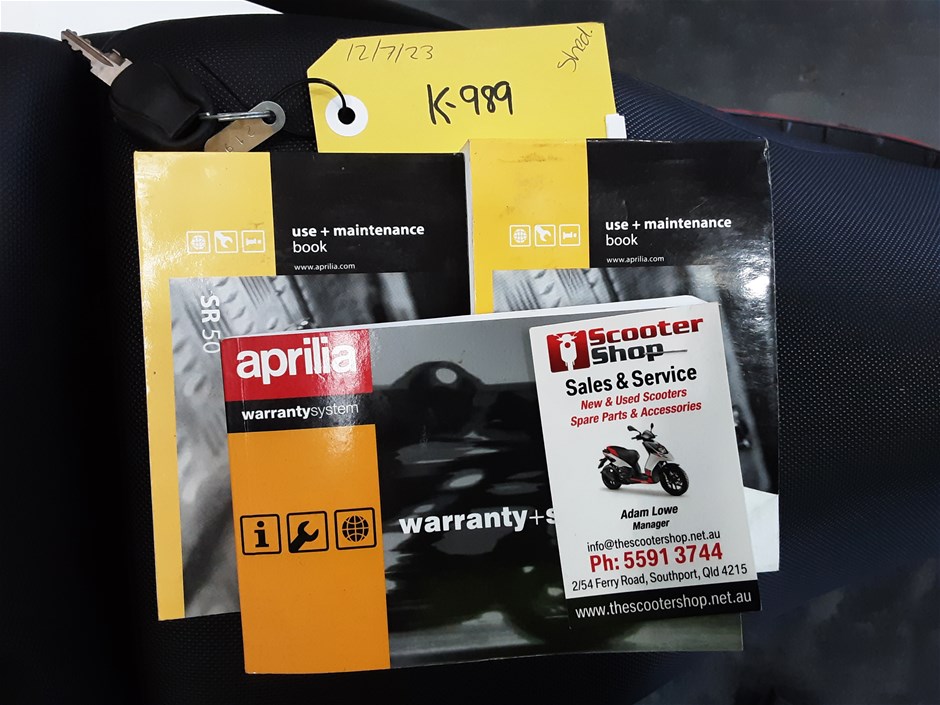 12/7/23
Shed.
K-989
use + maintenance
book
www.aprilia.com
SR 50
use + maintenance
book
www.aprilia.com
aprilia
warrantysystem
warranty+s
Scooter
Shop
Sales & Service
New & Used Scooters
Spare Parts & Accessories
Adam Lowe
Manager
info@thescootershop.net.au
Ph: 5591 3744
2/54 Ferry Road, Southport, Qld 4215
www.thescootershop.net.au